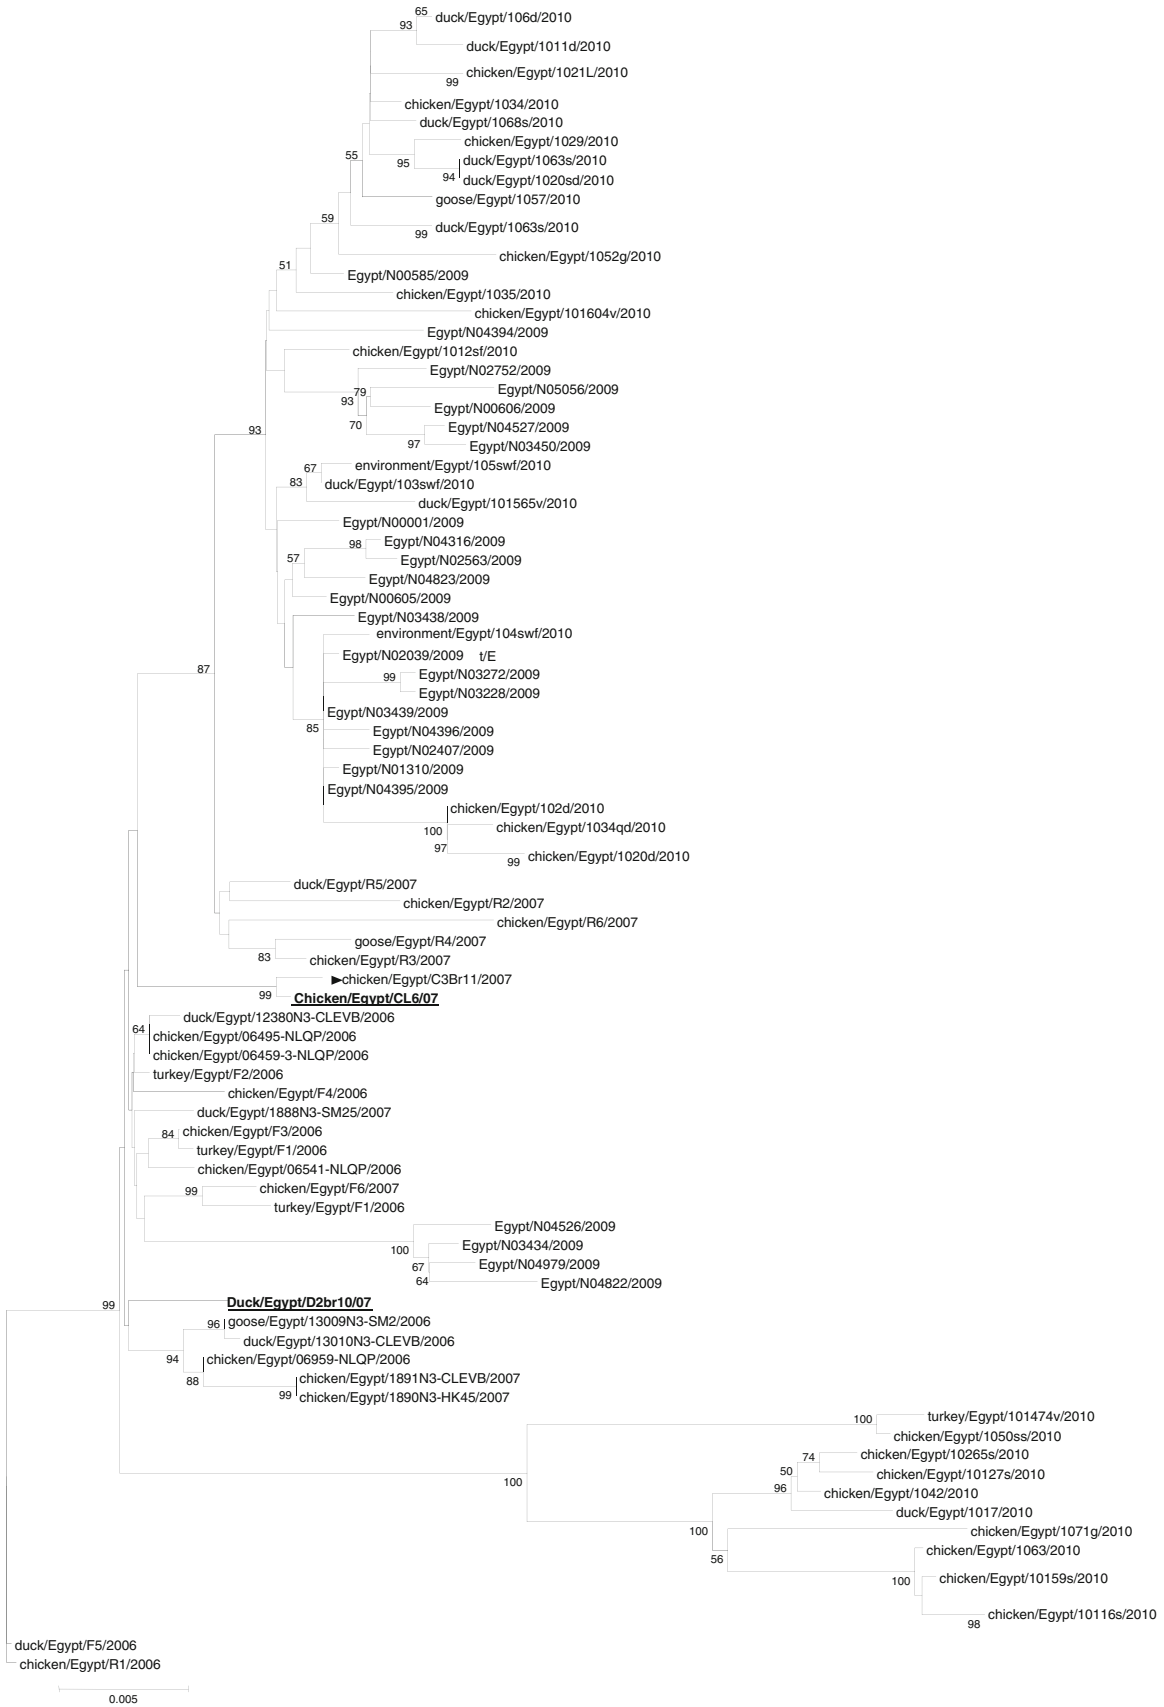 65
duck/Egypt/106d/2010
93
duck/Egypt/1011d/2010
chicken/Egypt/1021L/2010
99
chicken/Egypt/1034/2010
duck/Egypt/1068s/2010
chicken/Egypt/1029/2010
55
duck/Egypt/1063s/2010
95
94
duck/Egypt/1020sd/2010
goose/Egypt/1057/2010
59
duck/Egypt/1063s/2010
99
chicken/Egypt/1052g/2010
51
Egypt/N00585/2009
chicken/Egypt/1035/2010
chicken/Egypt/101604v/2010
Egypt/N04394/2009
chicken/Egypt/1012sf/2010
Egypt/N02752/2009
79
Egypt/N05056/2009
93
Egypt/N00606/2009
70
Egypt/N04527/2009
93
97
Egypt/N03450/2009
67
environment/Egypt/105swf/2010
83
duck/Egypt/103swf/2010
duck/Egypt/101565v/2010
Egypt/N00001/2009
98
Egypt/N04316/2009
57
Egypt/N02563/2009
Egypt/N04823/2009
Egypt/N00605/2009
Egypt/N03438/2009
environment/Egypt/104swf/2010
Egypt/N02039/2009 t/E
87
99
Egypt/N03272/2009
Egypt/N03228/2009
Egypt/N03439/2009
85
Egypt/N04396/2009
Egypt/N02407/2009
Egypt/N01310/2009
Egypt/N04395/2009
chicken/Egypt/102d/2010
100
chicken/Egypt/1034qd/2010
97
99
chicken/Egypt/1020d/2010
duck/Egypt/R5/2007
chicken/Egypt/R2/2007
chicken/Egypt/R6/2007
goose/Egypt/R4/2007
83
chicken/Egypt/R3/2007
►chicken/Egypt/C3Br11/2007
99
Chicken/Egypt/CL6/07
duck/Egypt/12380N3-CLEVB/2006
64
chicken/Egypt/06495-NLQP/2006
chicken/Egypt/06459-3-NLQP/2006
turkey/Egypt/F2/2006
chicken/Egypt/F4/2006
duck/Egypt/1888N3-SM25/2007
84
chicken/Egypt/F3/2006
turkey/Egypt/F1/2006
chicken/Egypt/06541-NLQP/2006
99
chicken/Egypt/F6/2007
turkey/Egypt/F1/2006
Egypt/N04526/2009
100
Egypt/N03434/2009
67
Egypt/N04979/2009
64
Egypt/N04822/2009
99
Duck/Egypt/D2br10/07
96
goose/Egypt/13009N3-SM2/2006
duck/Egypt/13010N3-CLEVB/2006
94
chicken/Egypt/06959-NLQP/2006
88
chicken/Egypt/1891N3-CLEVB/2007
99
chicken/Egypt/1890N3-HK45/2007
100
turkey/Egypt/101474v/2010
chicken/Egypt/1050ss/2010
74
chicken/Egypt/10265s/2010
50
chicken/Egypt/10127s/2010
100
96
chicken/Egypt/1042/2010
duck/Egypt/1017/2010
100
chicken/Egypt/1071g/2010
56
chicken/Egypt/1063/2010
100
chicken/Egypt/10159s/2010
chicken/Egypt/10116s/2010
98
duck/Egypt/F5/2006
chicken/Egypt/R1/2006
0.005